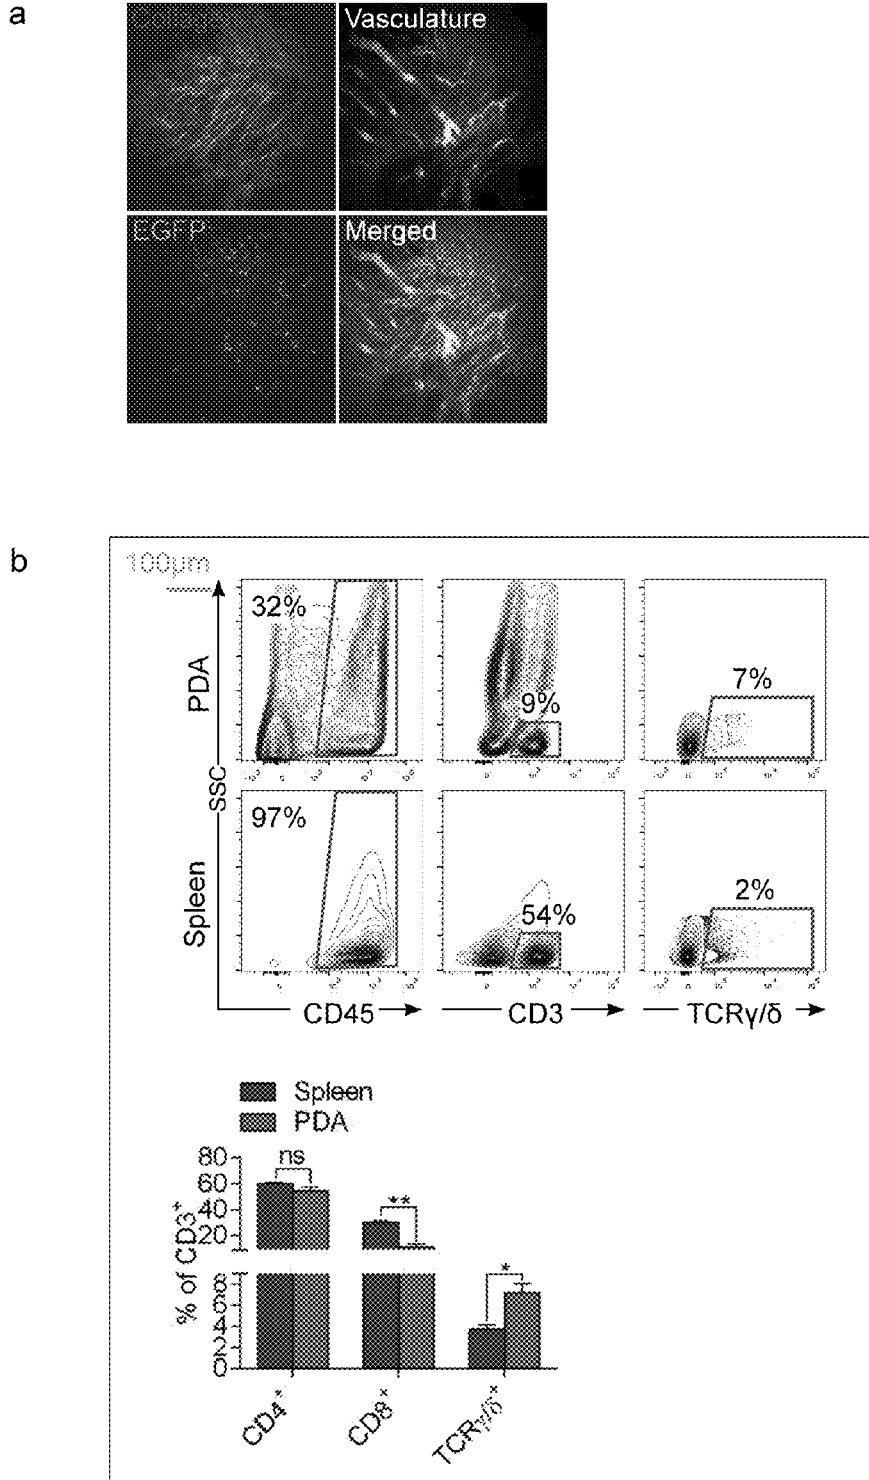 a
Vasculature
EGFP
Merged
b
100μm
32%
9%
7%
PDA
SSC
97%
54%
2%
Spleen
CD45
CD3
TCRγ/δ
Spleen
PDA
80
60
40
20
8
6
4
2
0
% of CD3⁺
ns
**
*
CD4⁺
CD8⁺
TCRγ/δ⁺